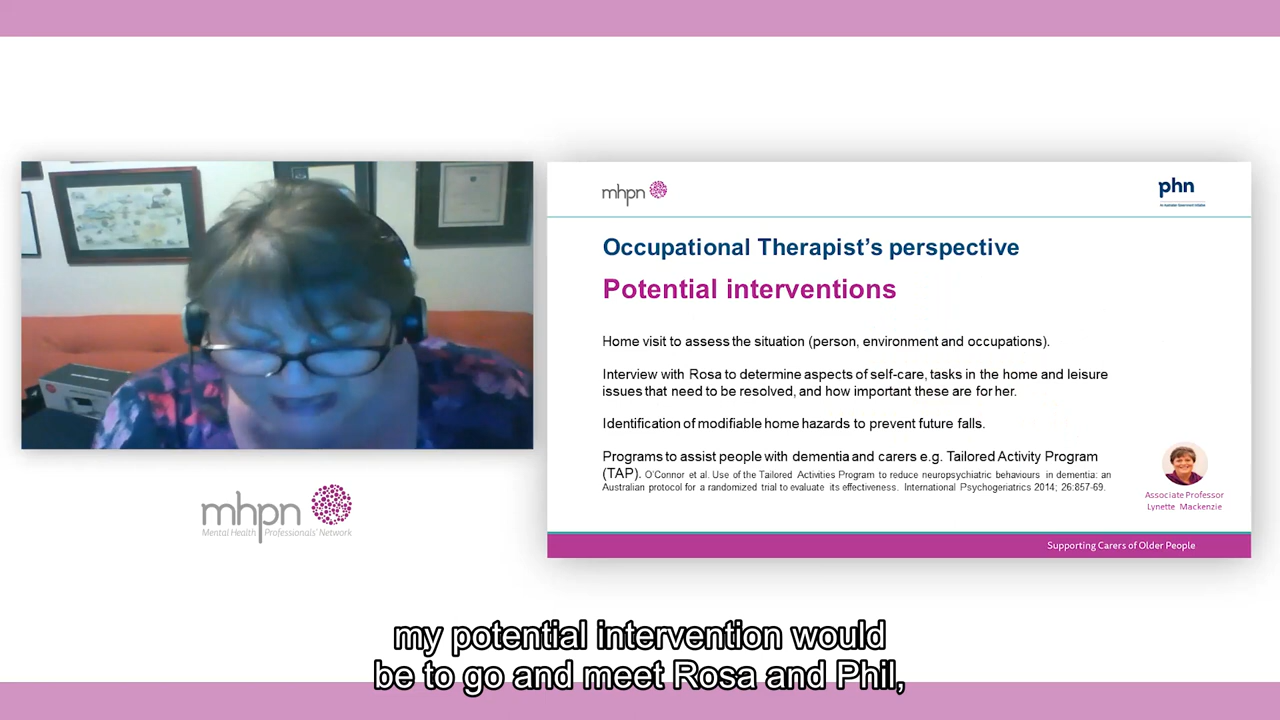 mhpn
Mental Health Professionals' Network
mhpn
phn
An Australian Government Initiative
Occupational Therapist's perspective
Potential interventions
Home visit to assess the situation (person, environment and occupations).
Interview with Rosa to determine aspects of self-care, tasks in the home and leisure
issues that need to be resolved, and how important these are for her.
Identification of modifiable home hazards to prevent future falls.
Programs to assist people with dementia and carers e.g. Tailored Activity Program
(TAP). O'Connor et al. Use of the Tailored Activities Program to reduce neuropsychiatric behaviours in dementia: an
Australian protocol for a randomized trial to evaluate its effectiveness. International Psychogeriatrics 2014; 26:857-69.
Associate Professor
Lynette Mackenzie
Supporting Carers of Older People
my potential intervention would
be to go and meet Rosa and Phil,